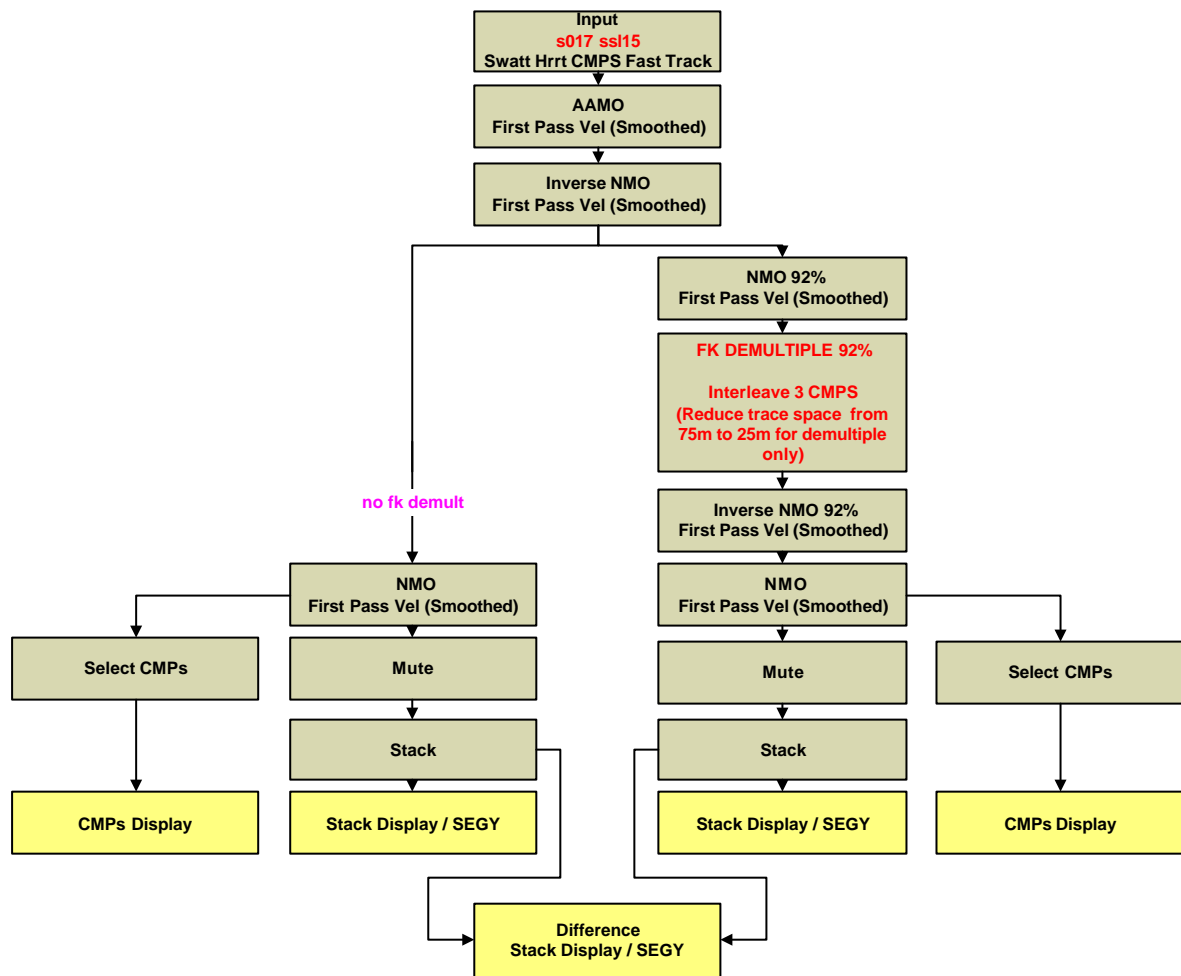 Input
s017 ssl15
Swatt Hrrt CMPS Fast Track
AAMO
First Pass Vel (Smoothed)
Inverse NMO
First Pass Vel (Smoothed)
NMO 92%
First Pass Vel (Smoothed)
FK DEMULTIPLE 92%
Interleave 3 CMPS
(Reduce trace space from
75m to 25m for demultiple
only)
no fk demult
Inverse NMO 92%
First Pass Vel (Smoothed)
NMO
First Pass Vel (Smoothed)
NMO
First Pass Vel (Smoothed)
Select CMPs
Mute
Mute
Select CMPs
Stack
Stack
CMPs Display
Stack Display / SEGY
Stack Display / SEGY
CMPs Display
Difference
Stack Display / SEGY